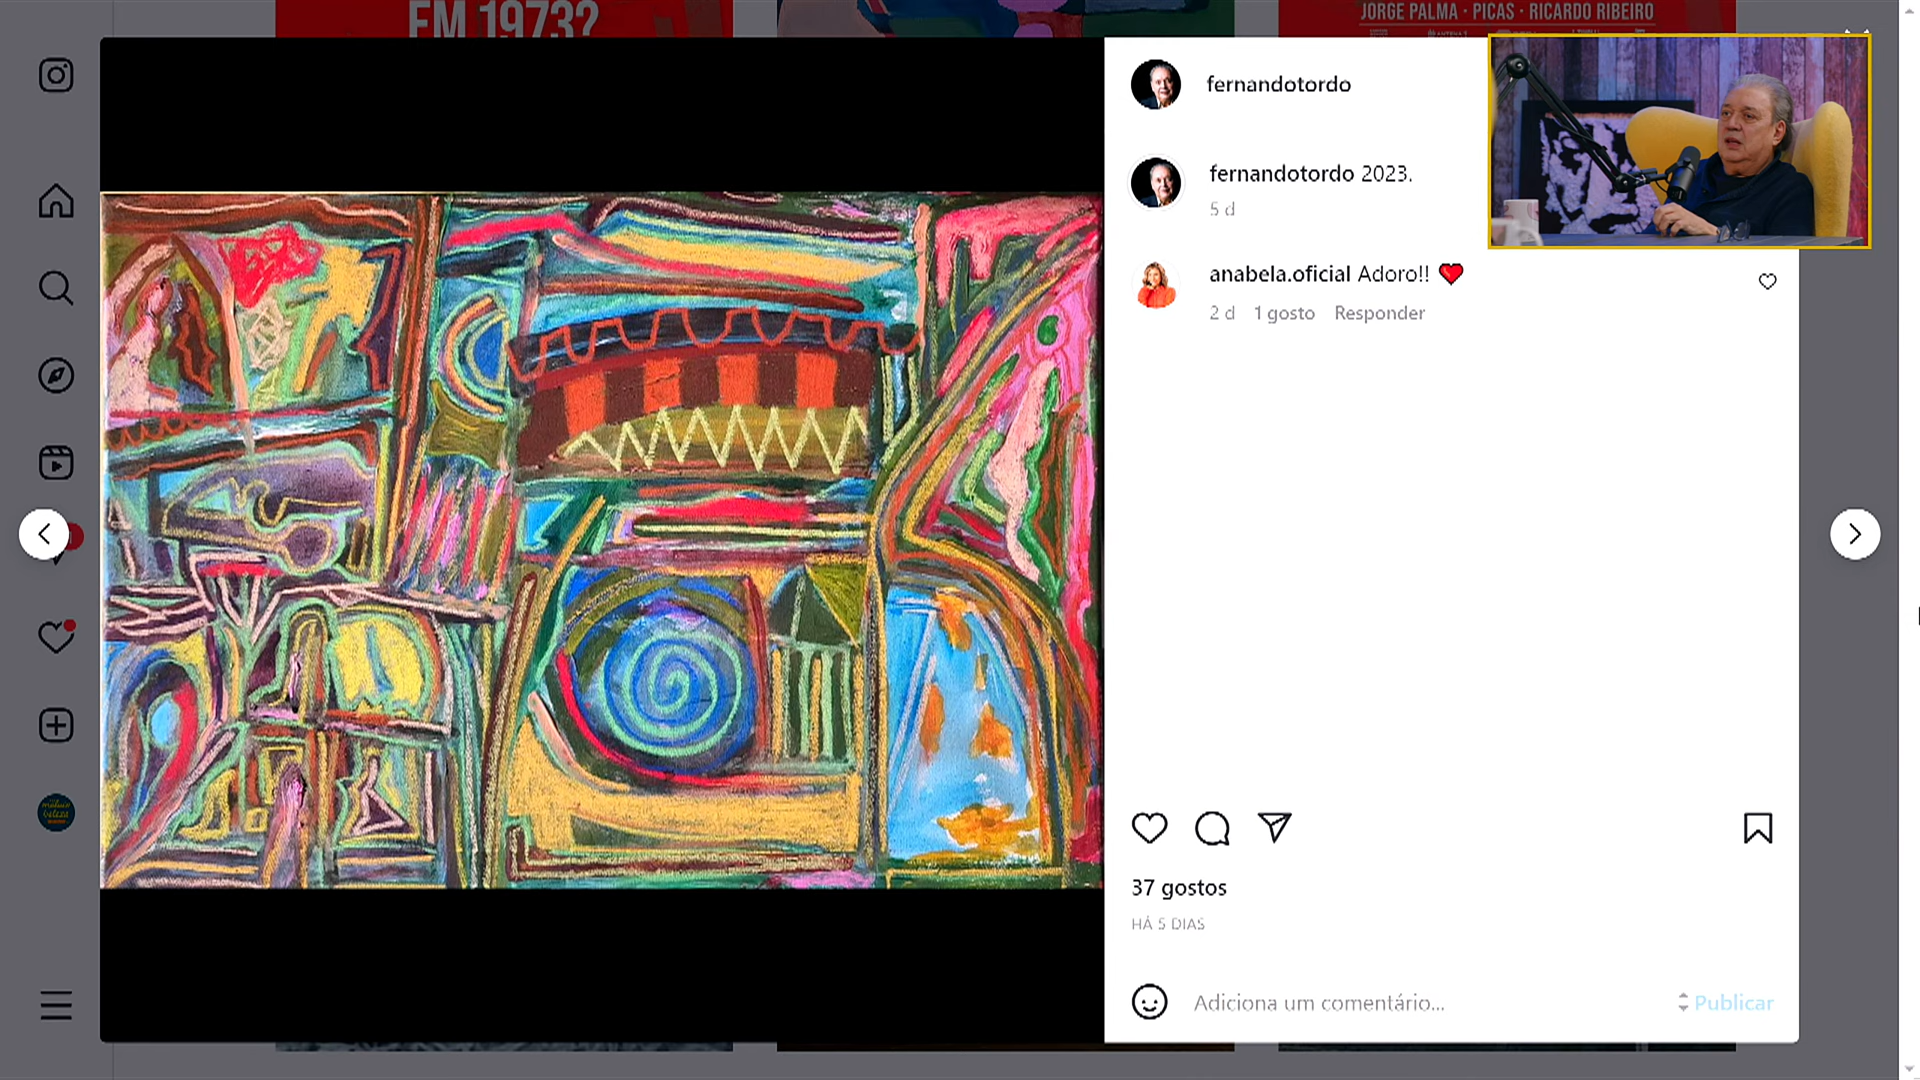 EM 1973?
JORGE PALMA · PICAS · RICARDO RIBEIRO
fernandotordo
fernandotordo 2023.
5 d
anabela.oficial Adoro!! ❤️
2 d 1 gosto Responder
37 gostos
HÁ 5 DIAS
Adiciona um comentário...
Publicar